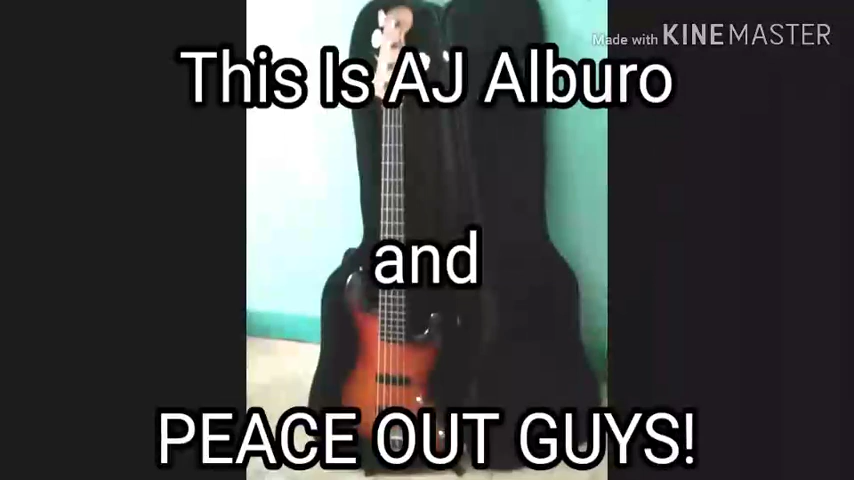 Made with KINEMASTER
This Is AJ Alburo
and
PEACE OUT GUYS!